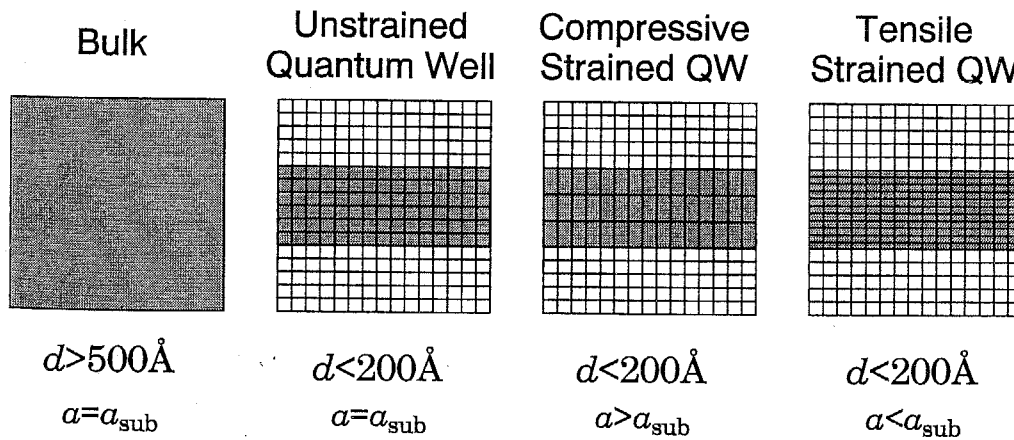 Bulk
Unstrained
Quantum Well
Compressive
Strained QW
Tensile
Strained QW
d>500Å
d<200Å
d<200Å
d<200Å
a=a_sub
a=a_sub
a>a_sub
a<a_sub